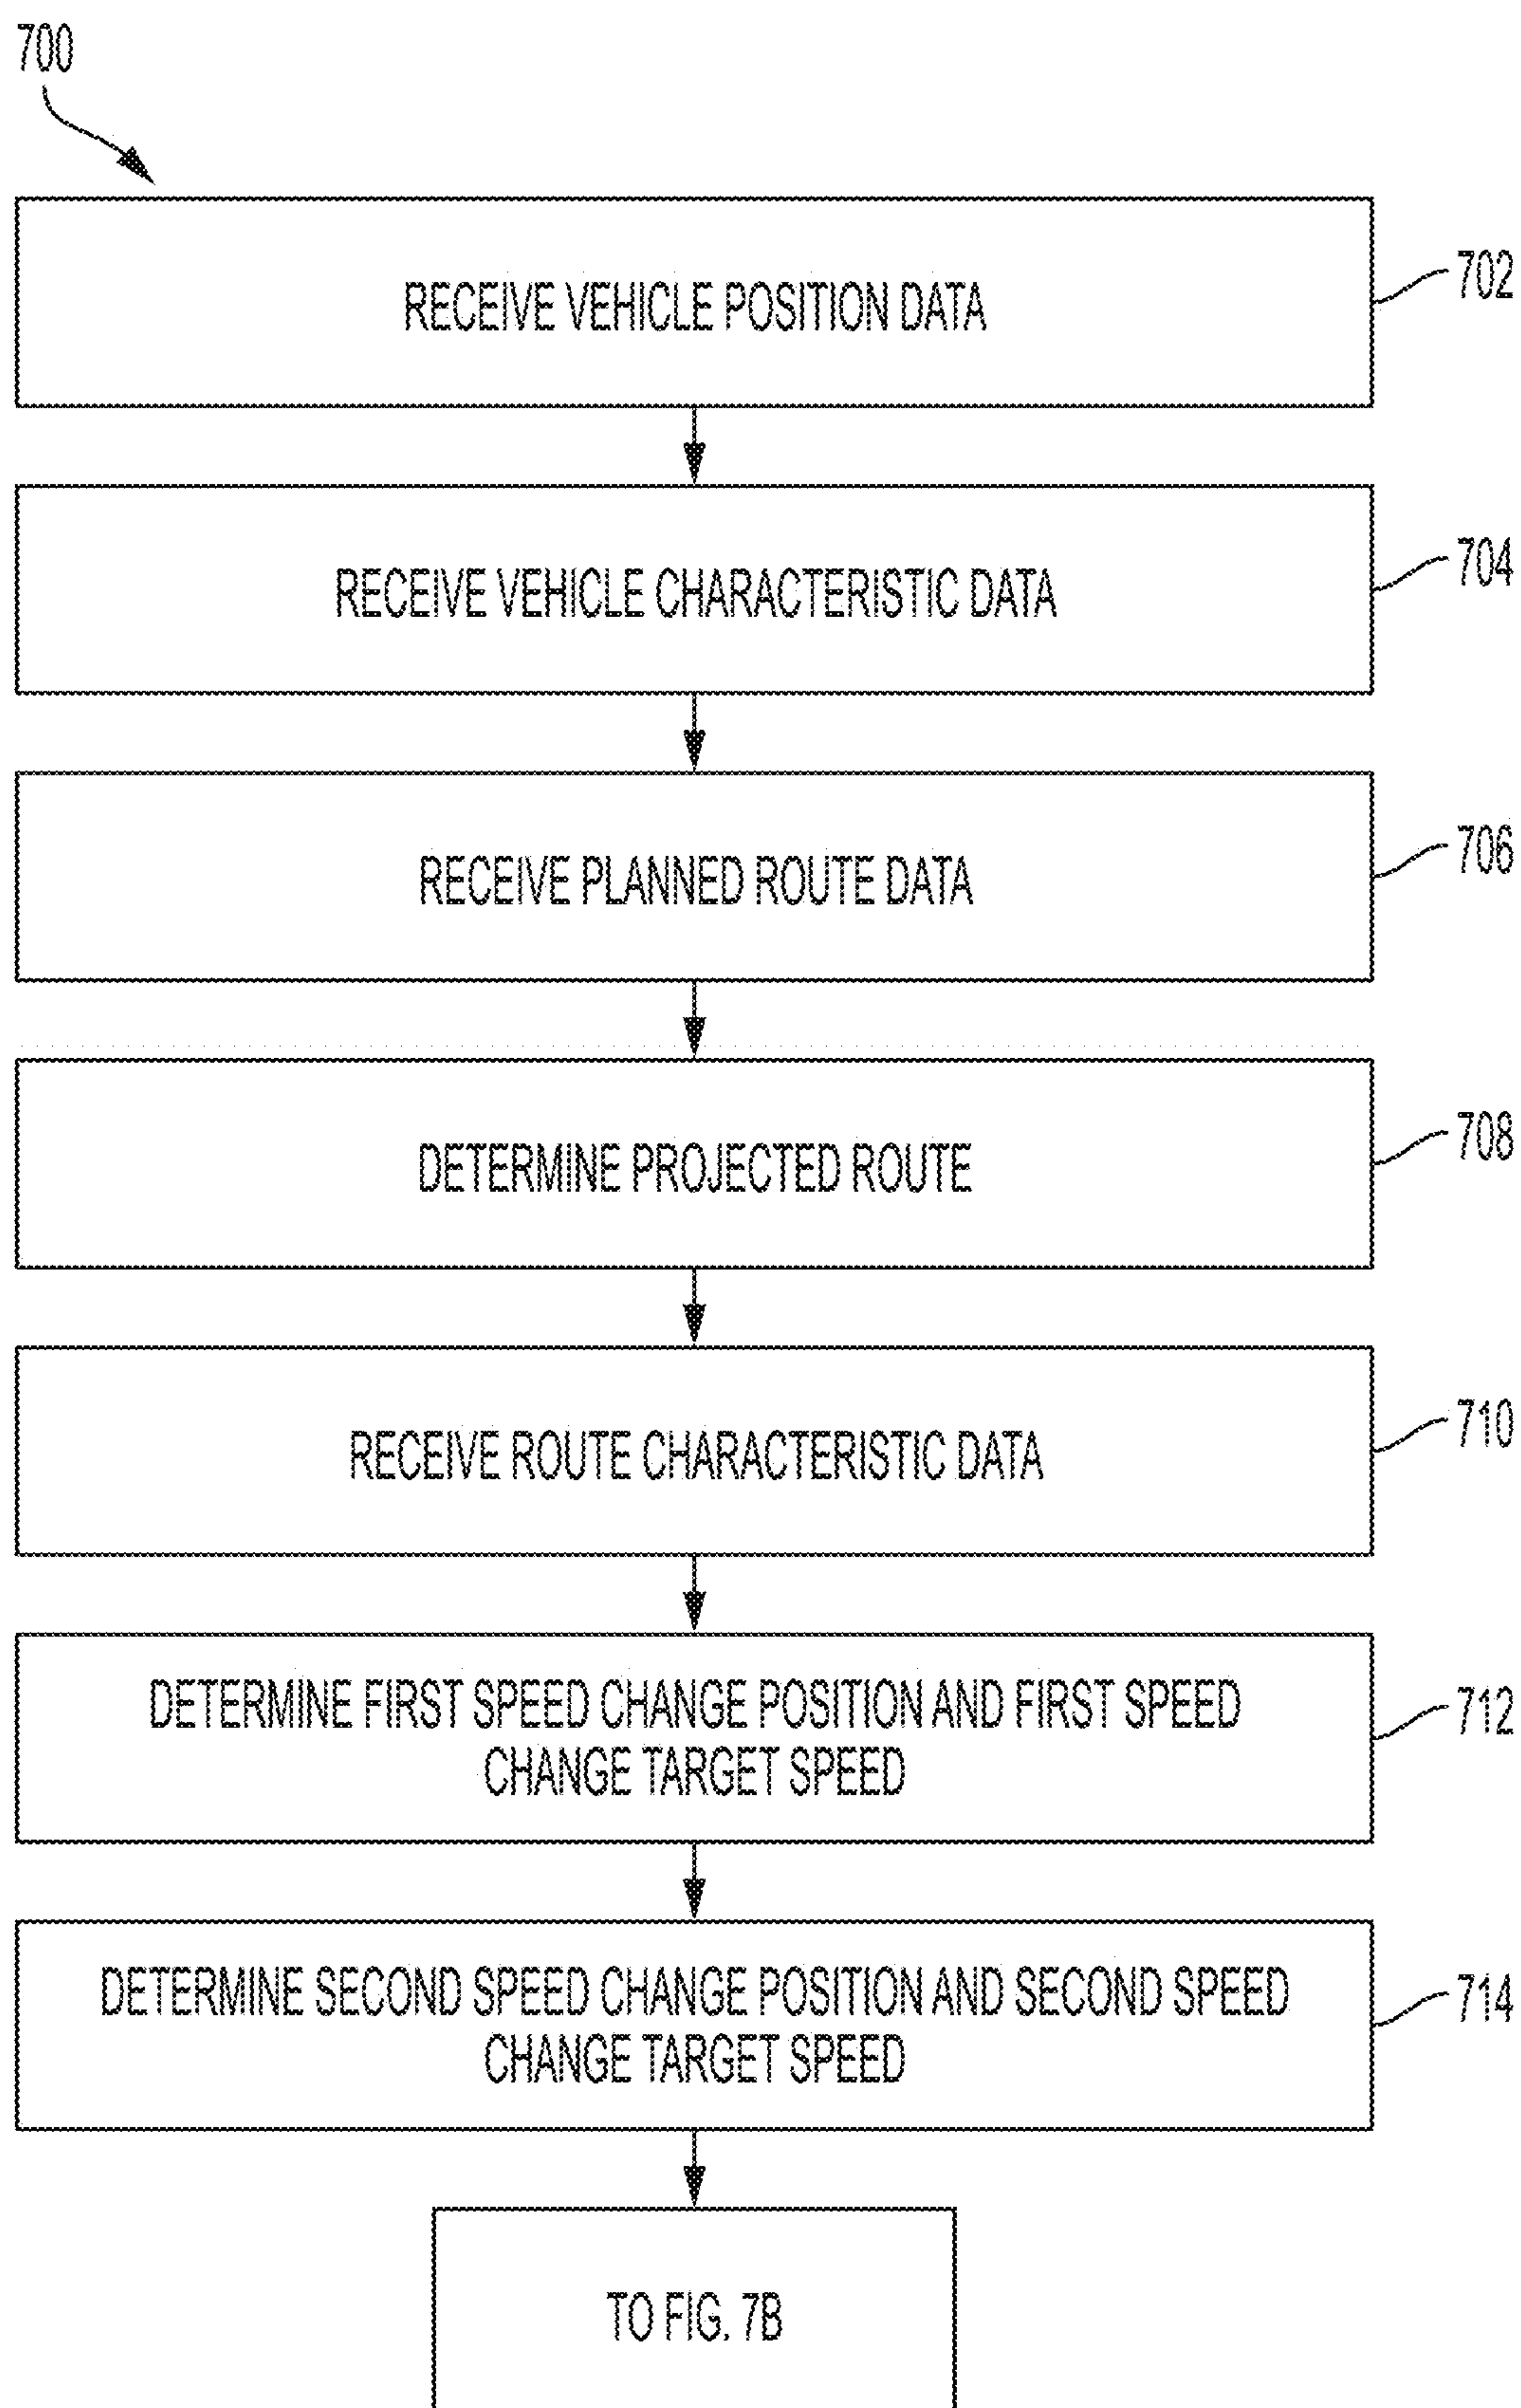 700
RECEIVE VEHICLE POSITION DATA
702
RECEIVE VEHICLE CHARACTERISTIC DATA
704
RECEIVE PLANNED ROUTE DATA
706
DETERMINE PROJECTED ROUTE
708
RECEIVE ROUTE CHARACTERISTIC DATA
710
DETERMINE FIRST SPEED CHANGE POSITION AND FIRST SPEED
CHANGE TARGET SPEED
712
DETERMINE SECOND SPEED CHANGE POSITION AND SECOND SPEED
CHANGE TARGET SPEED
714
TO FIG. 7B